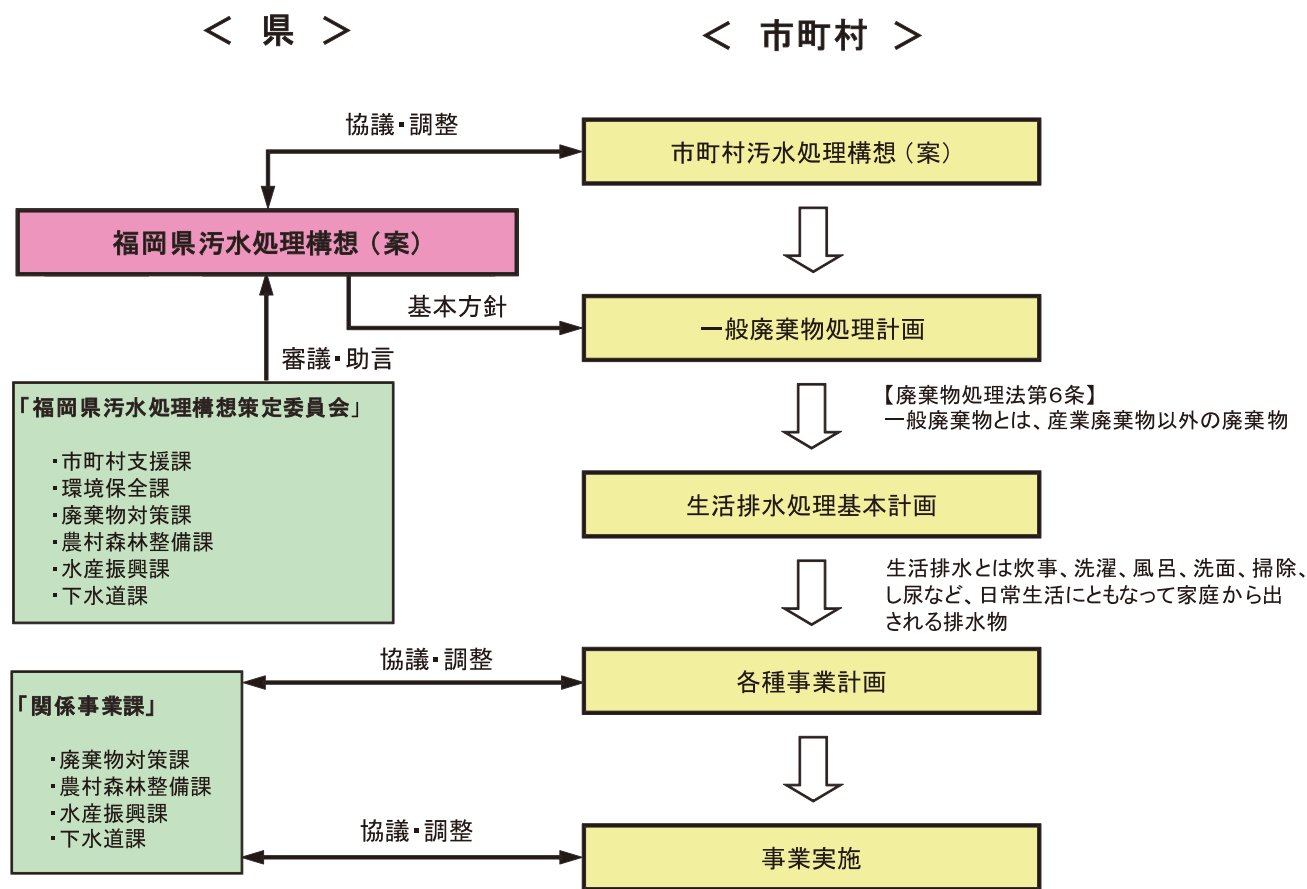 < 県 >
< 市町村 >
協議・調整
市町村汚水処理構想（案）
福岡県汚水処理構想（案）
基本方針
一般廃棄物処理計画
審議・助言
「福岡県汚水処理構想策定委員会」
・市町村支援課
・環境保全課
・廃棄物対策課
・農村森林整備課
・水産振興課
・下水道課
【廃棄物処理法第６条】
一般廃棄物とは、産業廃棄物以外の廃棄物
生活排水処理基本計画
生活排水とは炊事、洗濯、風呂、洗面、掃除、
し尿など、日常生活にともなって家庭から出
される排水物
協議・調整
各種事業計画
「関係事業課」
・廃棄物対策課
・農村森林整備課
・水産振興課
・下水道課
協議・調整
事業実施